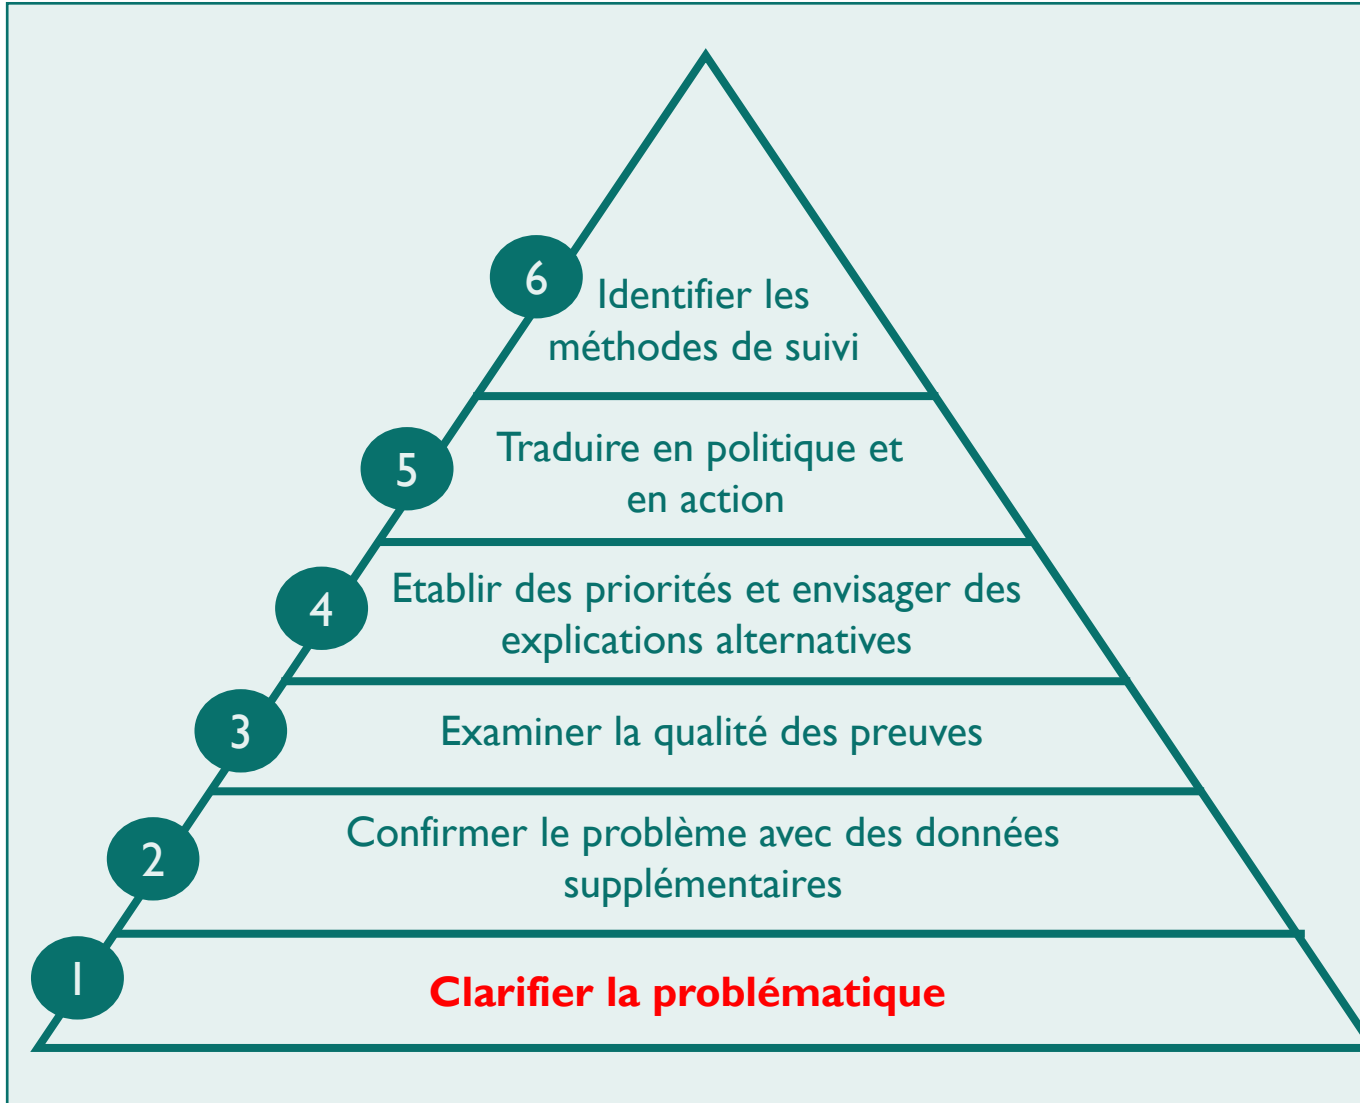 6
Identifier les
méthodes de suivi
5
Traduire en politique et
en action
4
Etablir des priorités et envisager des
explications alternatives
3
Examiner la qualité des preuves
2
Confirmer le problème avec des données
supplémentaires
1
Clarifier la problématique